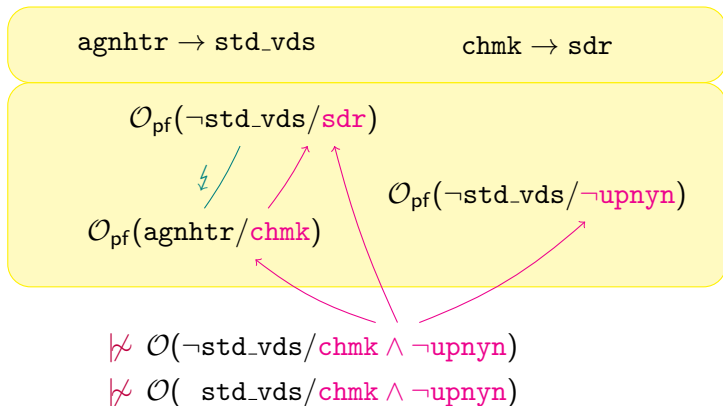 agnhtr → std_vds chmk → sdr
𝒪pf(¬std_vds/sdr)
↯
𝒪pf(¬std_vds/¬upnyn)
𝒪pf(agnhtr/chmk)
|≁ 𝒪(¬std_vds/chmk ∧ ¬upnyn)
|≁ 𝒪( std_vds/chmk ∧ ¬upnyn)